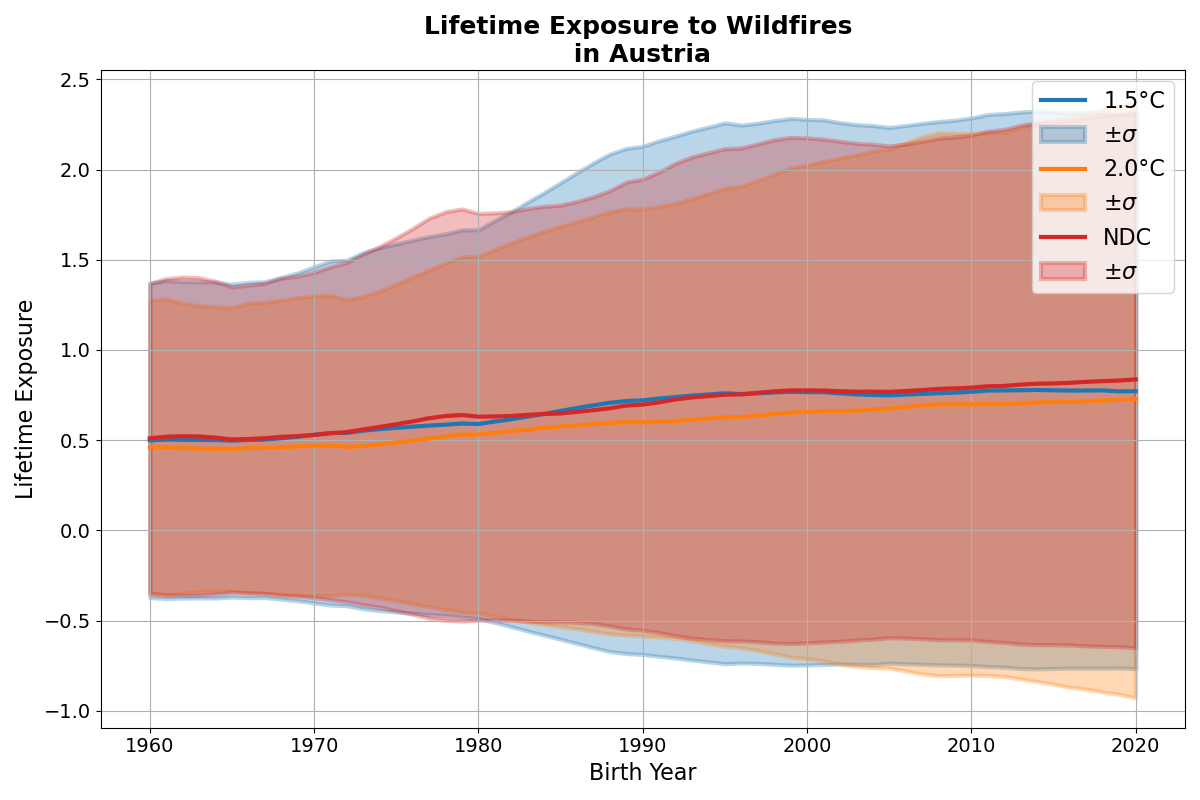 Lifetime Exposure to Wildfires
in Austria
2.5
2.0
1.5
1.0
0.5
0.0
−0.5
−1.0
Lifetime Exposure
1960
1970
1980
1990
2000
2010
2020
Birth Year
1.5°C
±σ
2.0°C
±σ
NDC
±σ